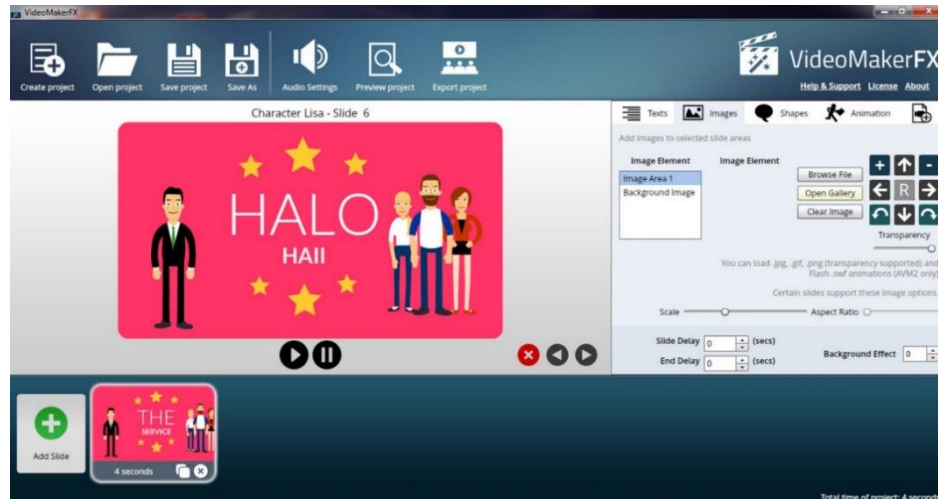 VideoMakerFX
Create project
Open project
Save project
Save As
Audio Settings
Preview project
Export project
VideoMakerFX
Help & Support License About
Character Lisa - Slide 6
HALO
HAII
Texts
Images
Shapes
Animation
Add images to selected slide areas
Image Element
Image Element
Image Area 1
Background Image
Browse File
Open Gallery
Clear Image
R
Transparency
You can load .jpg, .gif, .png (transparency supported) and
Flash .swf animations (AVM2 only)
Certain slides support these image options.
Scale
Aspect Ratio
Slide Delay 0 (secs)
End Delay 0 (secs)
Background Effect 0
Add Slide
THE
SERVICE
4 seconds
Total time of project: 4 seconds